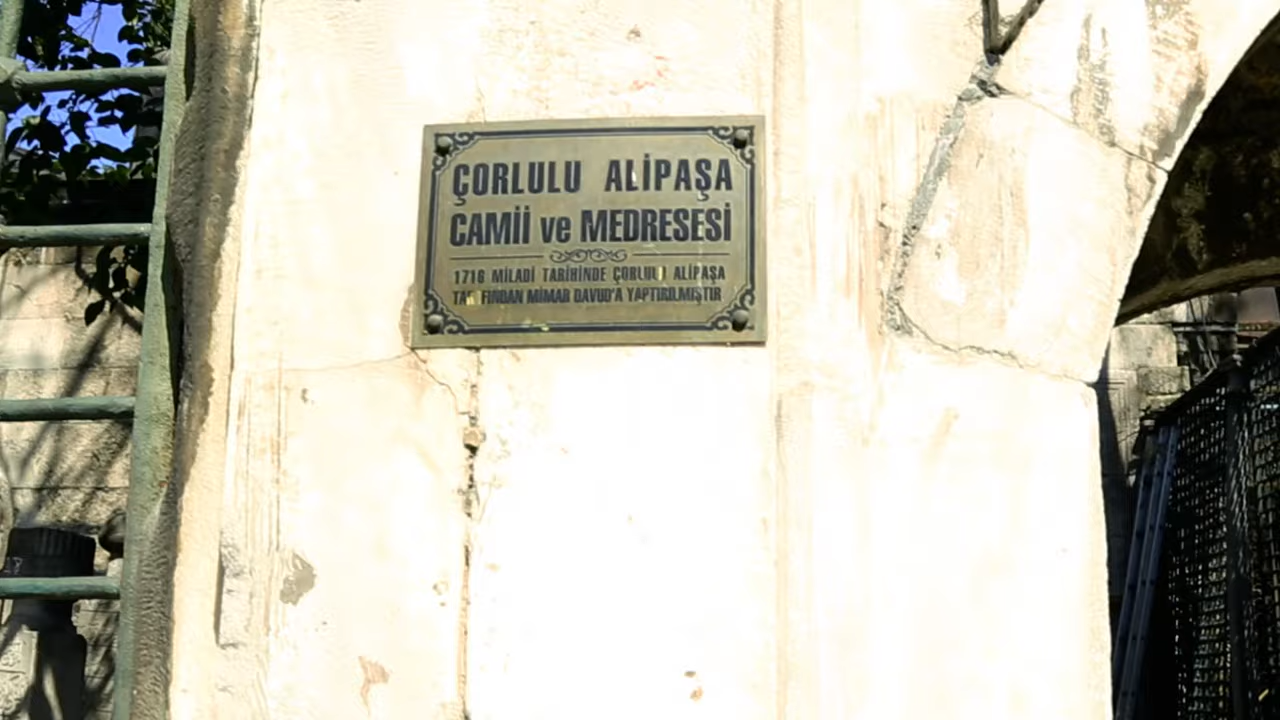 ÇORLULU ALİPAŞA
CAMİİ ve MEDRESESİ
1716 MİLADİ TARİHİNDE ÇORLULU ALİPAŞA
TARAFINDAN MİMAR DAVUD'A YAPTIRILMIŞTIR